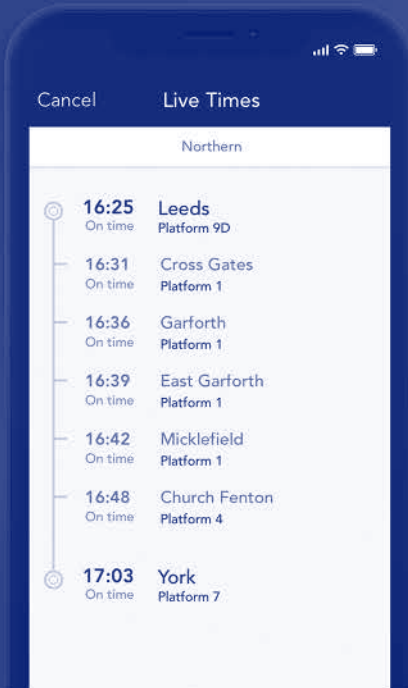 Cancel Live Times
Northern
16:25 Leeds
On time Platform 9D
16:31 Cross Gates
On time Platform 1
16:36 Garforth
On time Platform 1
16:39 East Garforth
On time Platform 1
16:42 Micklefield
On time Platform 1
16:48 Church Fenton
On time Platform 4
17:03 York
On time Platform 7